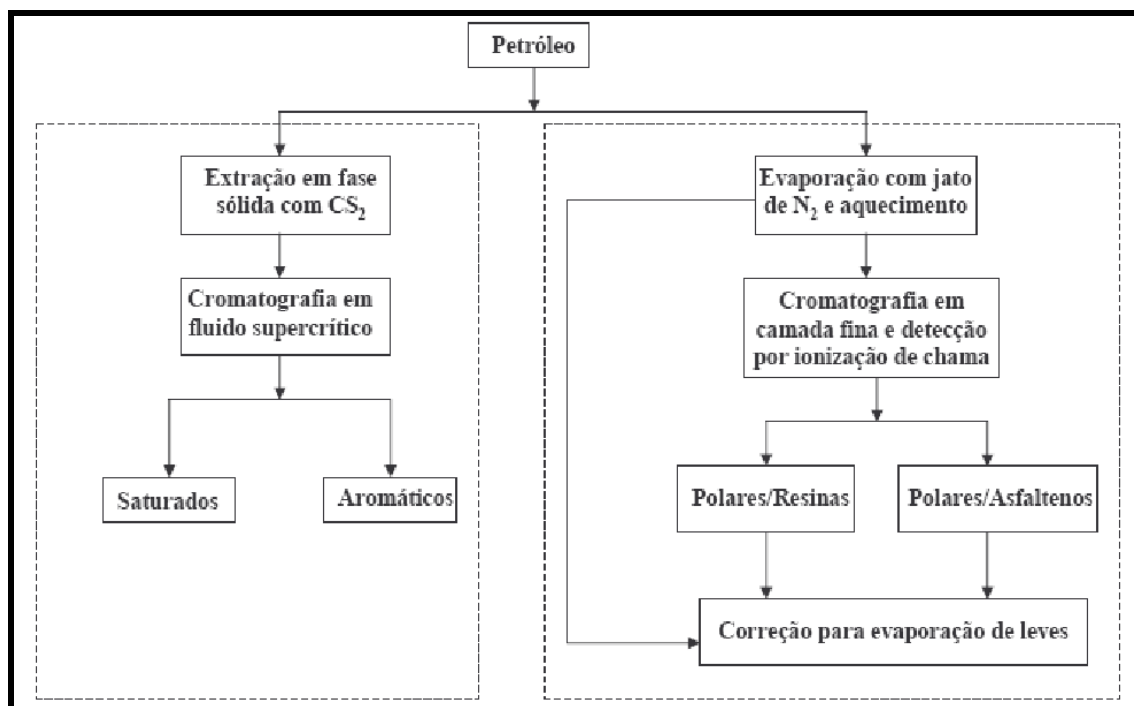 Petróleo
Extração em fase
sólida com CS₂
Evaporação com jato
de N₂ e aquecimento
Cromatografia em
fluido supercrítico
Cromatografia em
camada fina e detecção
por ionização de chama
Saturados
Aromáticos
Polares/Resinas
Polares/Asfaltenos
Correção para evaporação de leves